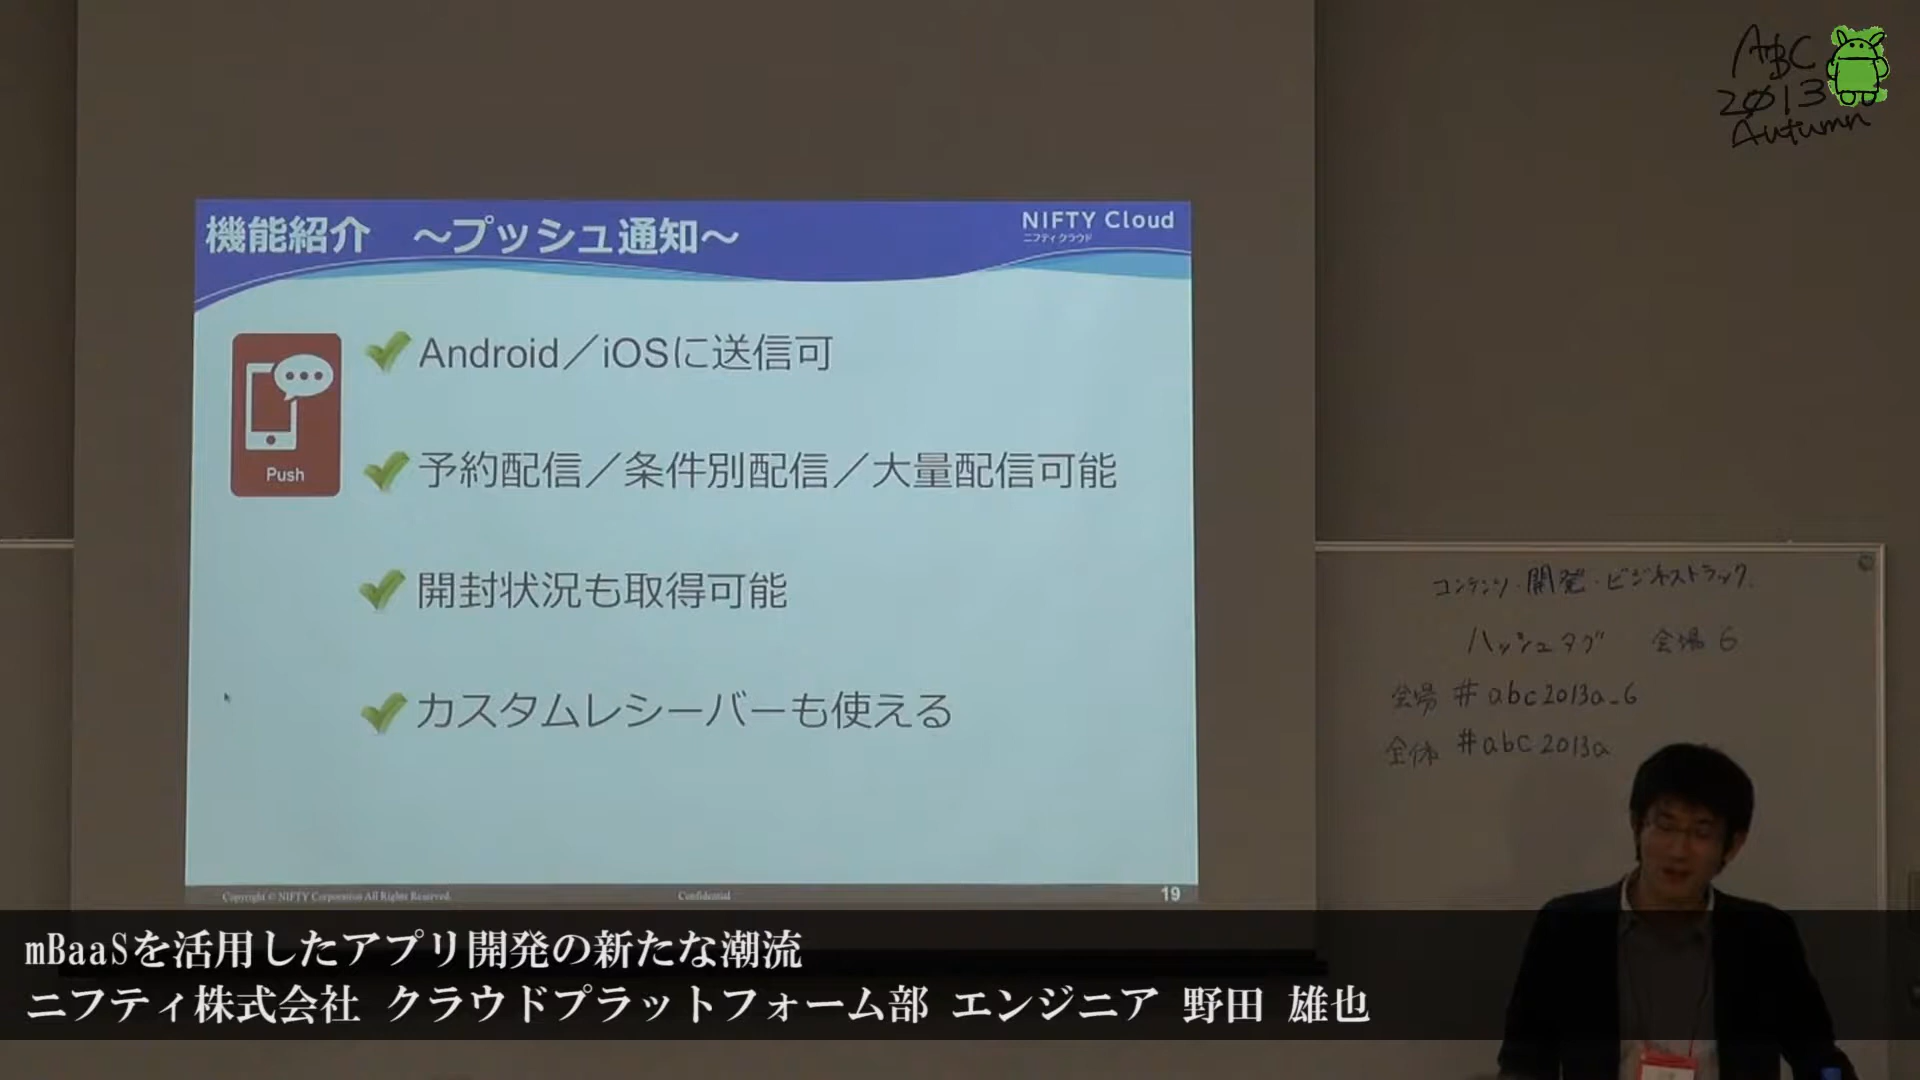 ABC
2013
Autumn
機能紹介 ～プッシュ通知～
NIFTY Cloud
ニフティクラウド
Android／iOSに送信可
Push
予約配信／条件別配信／大量配信可能
開封状況も取得可能
カスタムレシーバーも使える
Copyright © NIFTY Corporation All Rights Reserved.
Confidential
19
コンテンツ・開発・ビジネストラック
ハッシュタグ 会場6
会場 #abc2013a_6
全体 #abc2013a
mBaaSを活用したアプリ開発の新たな潮流
ニフティ株式会社 クラウドプラットフォーム部 エンジニア 野田 雄也